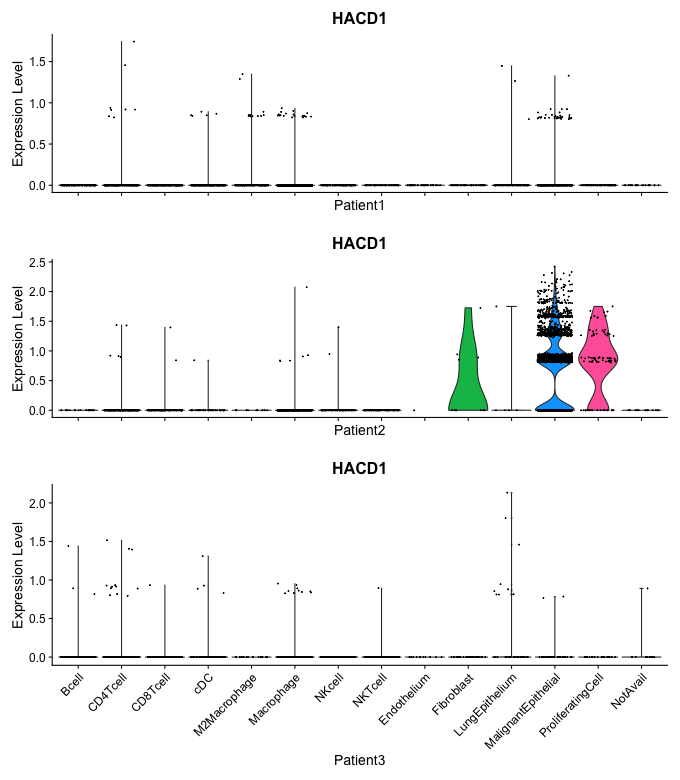 HACD1
Expression Level
1.5
1.0
0.5
0.0
Patient1
HACD1
Expression Level
2.5
2.0
1.5
1.0
0.5
0.0
Patient2
HACD1
Expression Level
2.0
1.5
1.0
0.5
0.0
Bcell
CD4Tcell
CD8Tcell
cDC
M2Macrophage
Macrophage
NKcell
NKTcell
Endothelium
Fibroblast
LungEpithelium
MalignantEpithelial
ProliferatingCell
NotAvail
Patient3